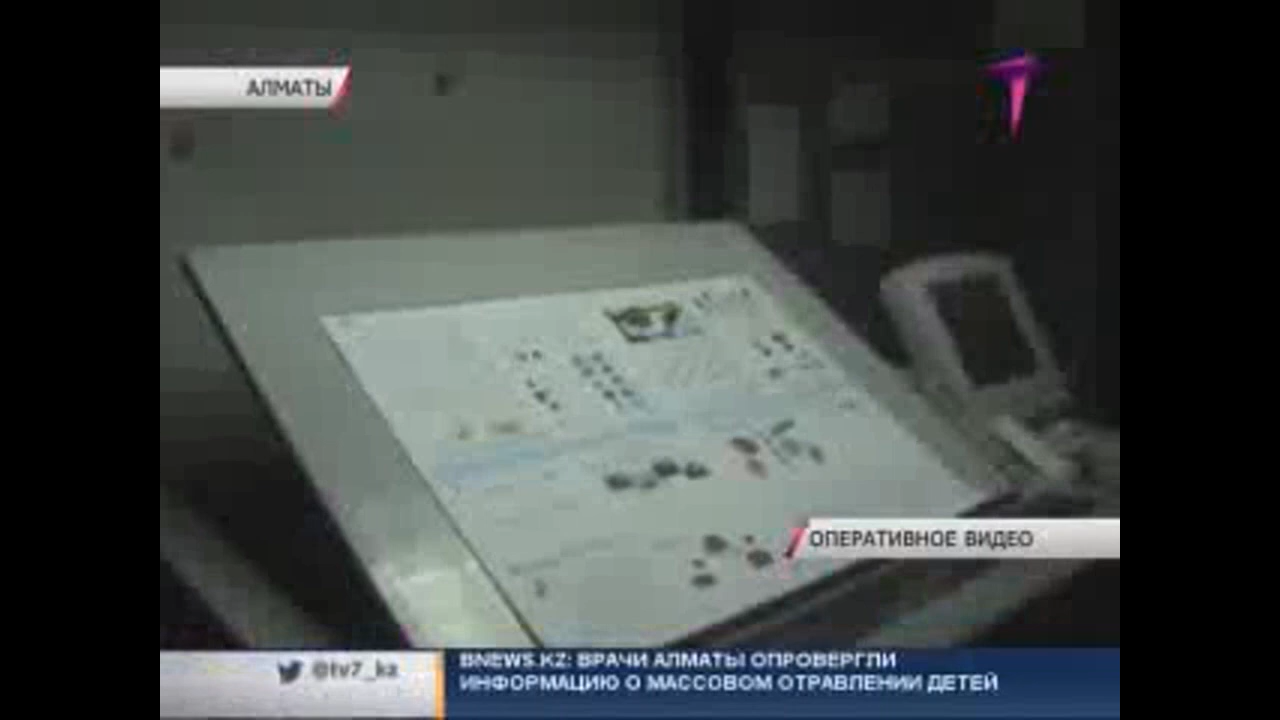 АЛМАТЫ
ОПЕРАТИВНОЕ ВИДЕО
@tv7_kz
BNEWS.KZ: ВРАЧИ АЛМАТЫ ОПРОВЕРГЛИ
ИНФОРМАЦИЮ О МАССОВОМ ОТРАВЛЕНИИ ДЕТЕЙ